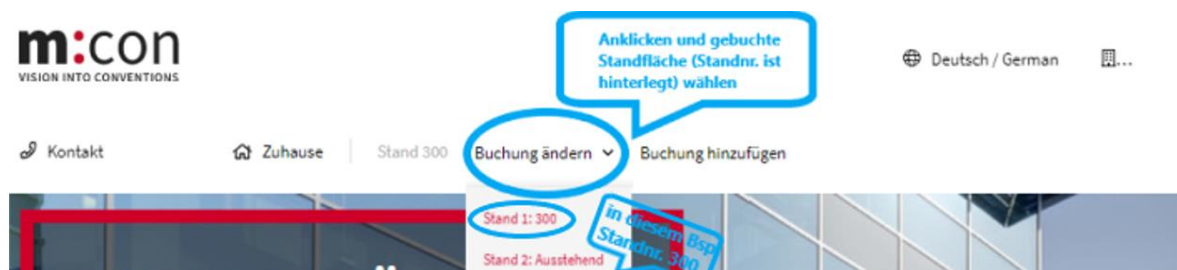 m:con
VISION INTO CONVENTIONS
Anklicken und gebuchte
Standfläche (Standnr. ist
hinterlegt) wählen
Deutsch / German
...
Kontakt
Zuhause
Stand 300
Buchung ändern
Buchung hinzufügen
Stand 1: 300
in diesem Bsp
Standnr. 300
Stand 2: Ausstehend